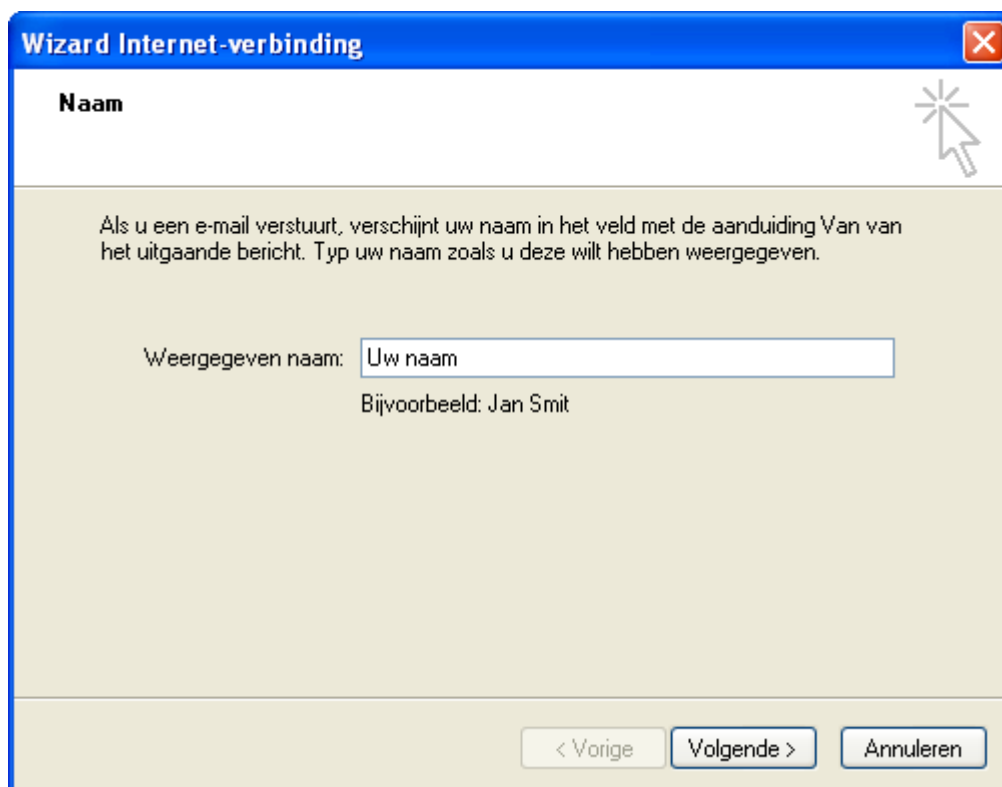 Wizard Internet-verbinding
Naam
Als u een e-mail verstuurt, verschijnt uw naam in het veld met de aanduiding Van van
het uitgaande bericht. Typ uw naam zoals u deze wilt hebben weergegeven.
Weergegeven naam: Uw naam
Bijvoorbeeld: Jan Smit
< Vorige Volgende > Annuleren